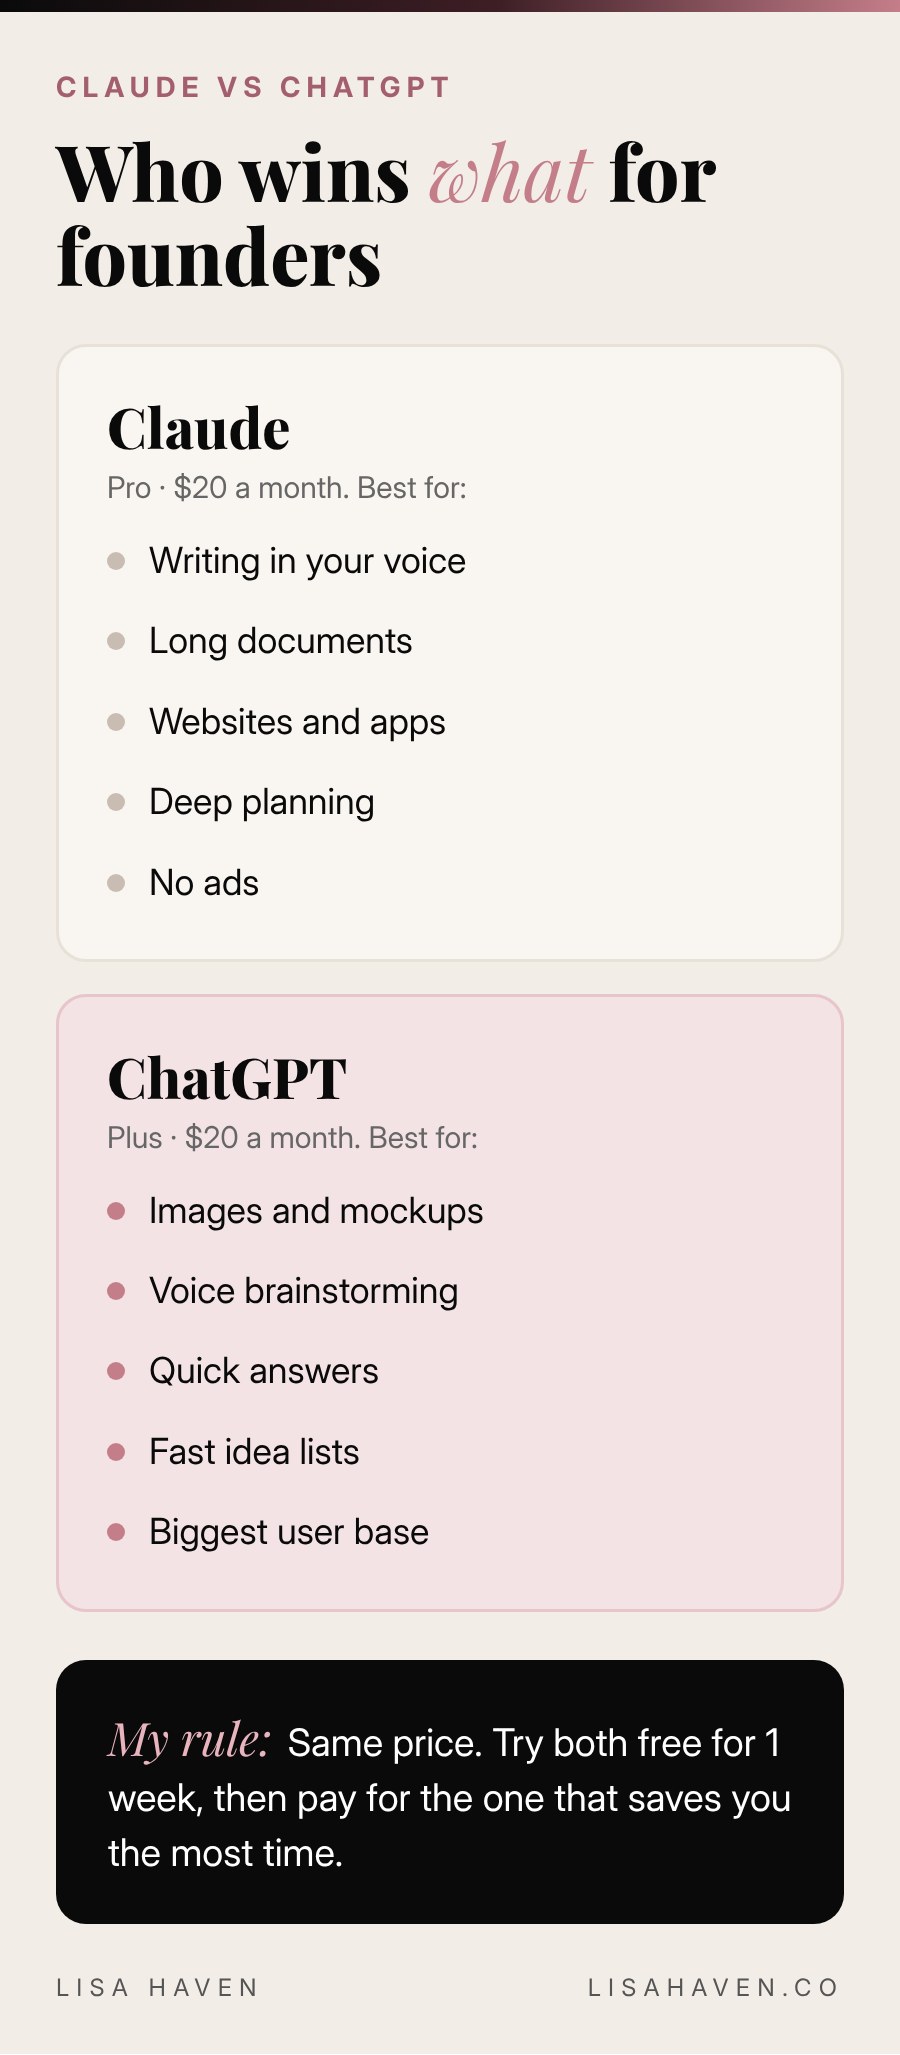 CLAUDE VS CHATGPT
Who wins what for
founders
Claude
Pro · $20 a month. Best for:
Writing in your voice
Long documents
Websites and apps
Deep planning
No ads
ChatGPT
Plus · $20 a month. Best for:
Images and mockups
Voice brainstorming
Quick answers
Fast idea lists
Biggest user base
My rule: Same price. Try both free for 1
week, then pay for the one that saves you
the most time.
LISA HAVEN
LISAHAVEN.CO